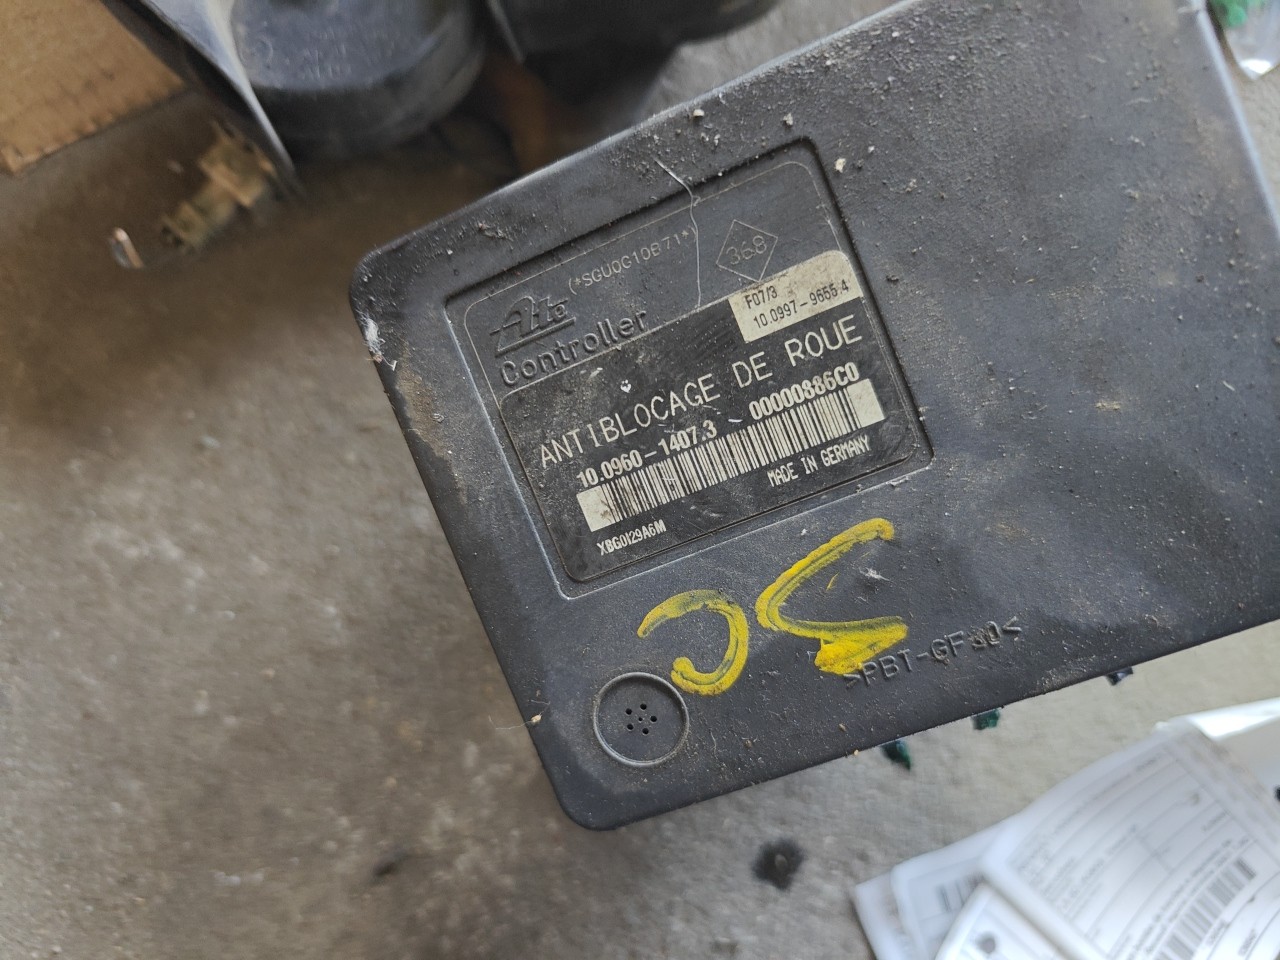 Ate
(*SGUOG10B71*)
368
Controller
F07/3
10.0997-9655.4
ANTIBLOCAGE DE ROUE
10.0960-1407.3 00000886C0
MADE IN GERMANY
XBG0129A6M
>PBT-GF30<